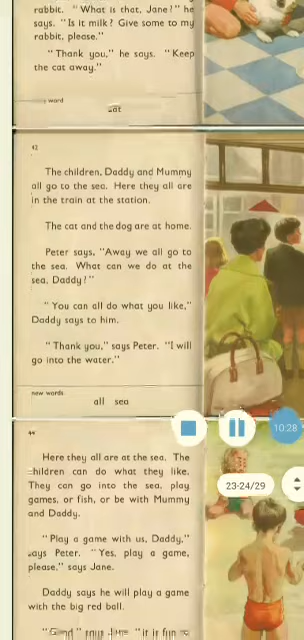 rabbit. "What is that, Jane?" he
says. "Is it milk? Give some to my
rabbit, please."
"Thank you," he says. "Keep
the cat away."
word
eat
42
The children, Daddy and Mummy
all go to the sea. Here they all are
in the train at the station.
The cat and the dog are at home.
Peter says, "Away we all go to
the sea. What can we do at the
sea, Daddy?"
"You can all do what you like,"
Daddy says to him.
"Thank you," says Peter. "I will
go into the water."
new words
all sea
10:28
44
Here they all are at the sea. The
children can do what they like.
They can go into the sea, play
games, or fish, or be with Mummy
and Daddy.
23-24/29
"Play a game with us, Daddy,"
says Peter. "Yes, play a game,
please," says Jane.
Daddy says he will play a game
with the big red ball.
"it is fun to